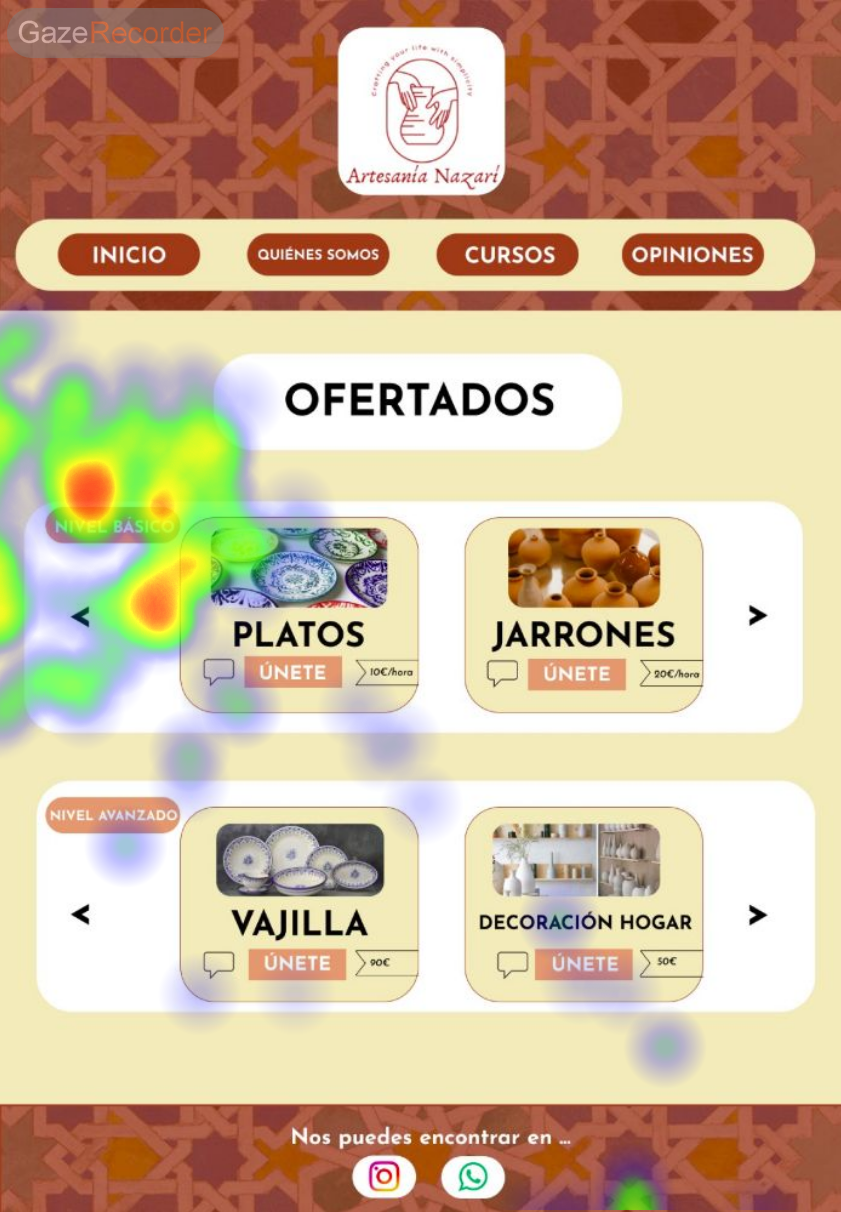 GazeRecorder
Crafting your life with simplicity
Artesanía Nazarí
INICIO
QUIÉNES SOMOS
CURSOS
OPINIONES
OFERTADOS
NIVEL BÁSICO
<
>
PLATOS
JARRONES
ÚNETE
10€/hora
ÚNETE
20€/hora
NIVEL AVANZADO
<
>
VAJILLA
DECORACIÓN HOGAR
ÚNETE
90€
ÚNETE
50€
Nos puedes encontrar en ...